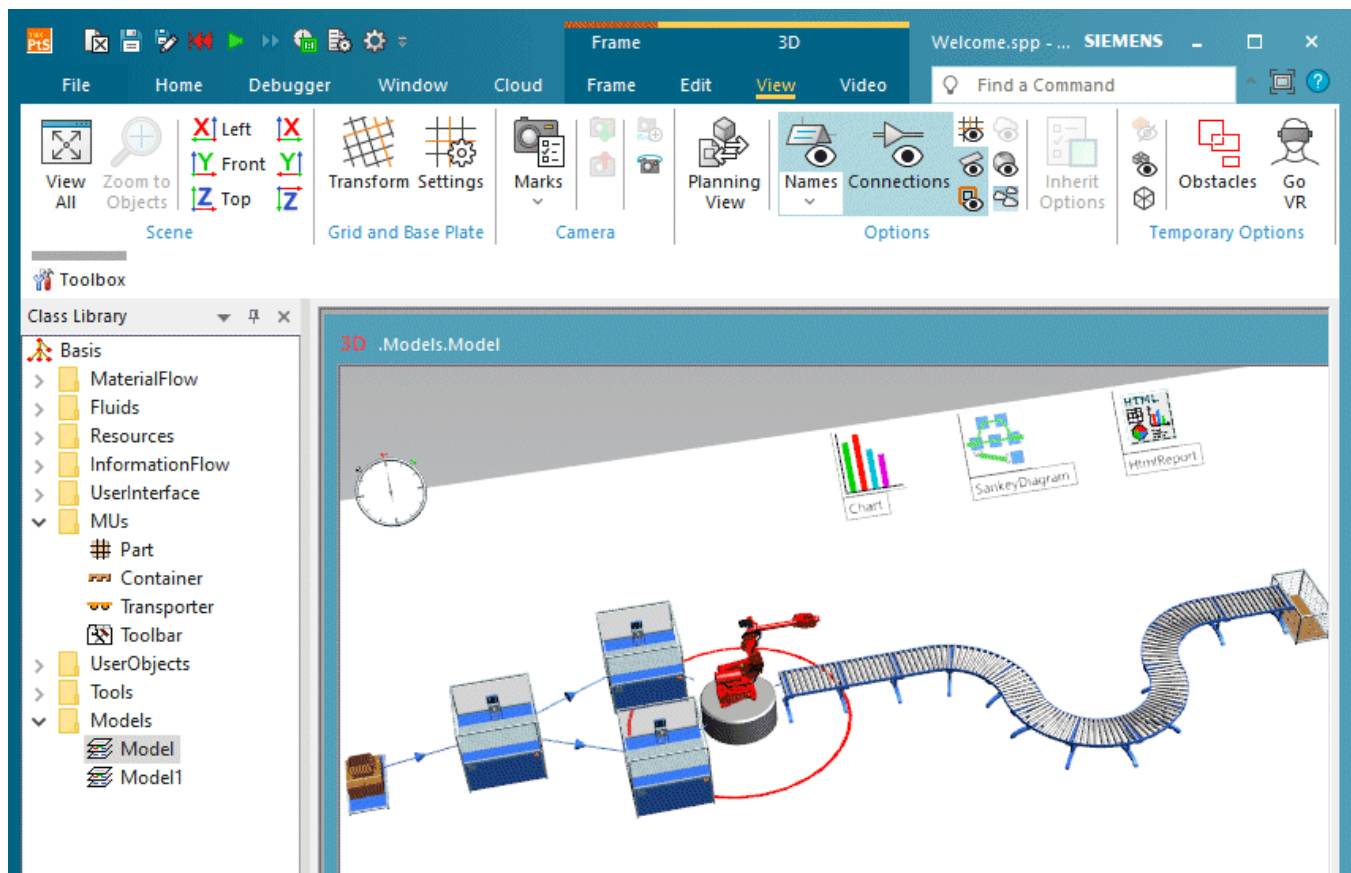 PtS
Frame 3D Welcome.spp - ... SIEMENS
File Home Debugger Window Cloud Frame Edit View Video Find a Command
X Left X
Y Front Y
Z Top Z
View All
Zoom to Objects
Transform Settings
Marks
Planning View
Names Connections
Inherit Options
Obstacles
Go VR
Scene Grid and Base Plate Camera Options Temporary Options
Toolbox
Class Library
Basis
MaterialFlow
Fluids
Resources
InformationFlow
UserInterface
MUs
Part
Container
Transporter
Toolbar
UserObjects
Tools
Models
Model
Model1
3D .Models.Model
HTML
HtmlReport
SankeyDiagram
Chart